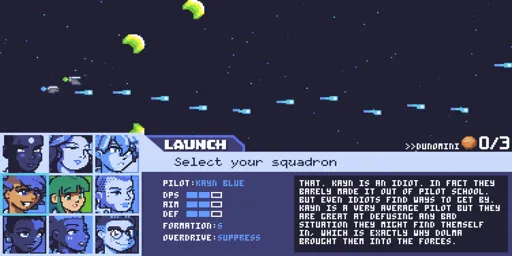 LAUNCH
>>DUNOMINI 0/3
Select your squadron
PILOT:KAYN BLUE
DPS
AIM
DEF
FORMATION:S
OVERDRIVE:SUPPRESS
THAT. KAYN IS AN IDIOT. IN FACT THEY
BARELY MADE IT OUT OF PILOT SCHOOL.
BUT EVEN IDIOTS FIND WAYS TO GET BY.
KAYN IS A VERY AVERAGE PILOT BUT THEY
ARE GREAT AT DEFUSING ANY BAD
SITUATION THEY MIGHT FIND THEMSELF
IN, WHICH IS EXACTLY WHY DOLMA
BROUGHT THEM INTO THE FORCES.